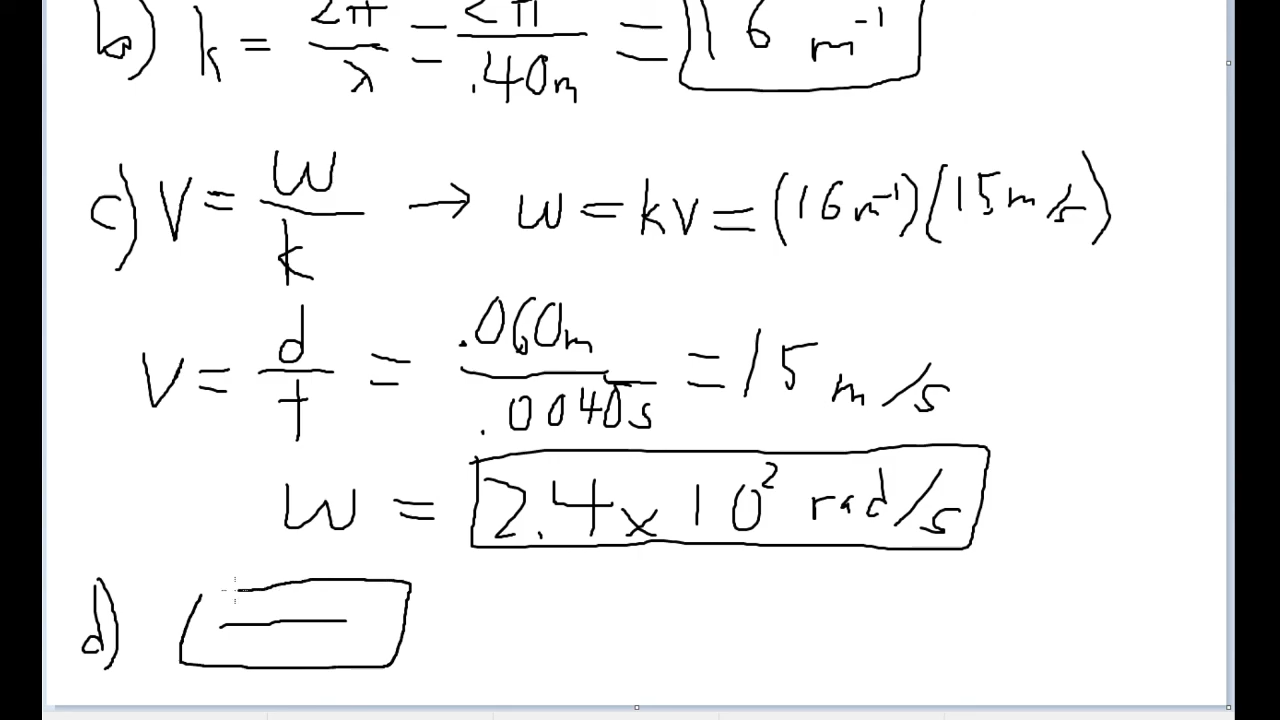 b) k = 2π/λ = 2π/.40m = 16 m⁻¹
c) V = W/k → W = kV = (16m⁻¹)(15m/s)
V = d/t = .060m/.0040s = 15 m/s
W = 2.4 x 10² rad/s
d) —